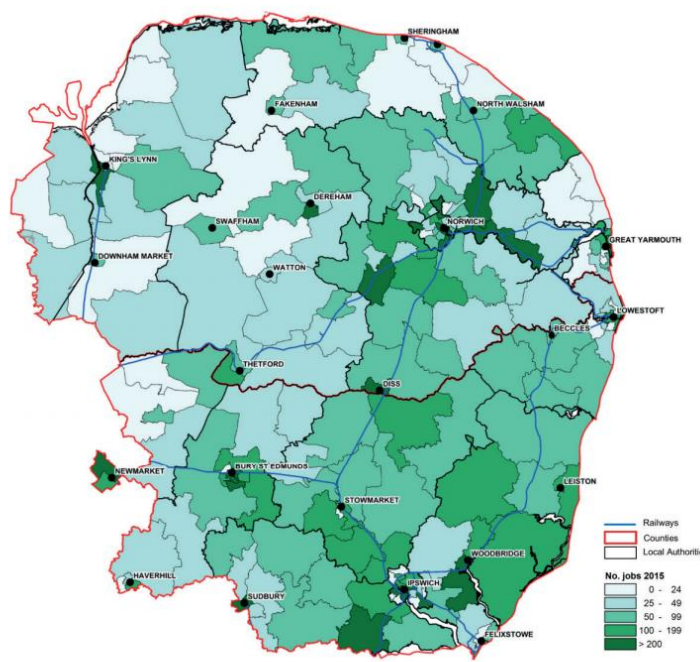 SHERINGHAM
FAKENHAM
NORTH WALSHAM
KING'S LYNN
DEREHAM
SWAFFHAM
NORWICH
GREAT YARMOUTH
DOWNHAM MARKET
WATTON
LOWESTOFT
BECCLES
THETFORD
DISS
NEWMARKET
BURY ST EDMUNDS
LEISTON
STOWMARKET
Railways
Counties
Local Authoriti
WOODBRIDGE
HAVERHILL
IPSWICH
SUDBURY
FELIXSTOWE
No. jobs 2015
0 - 24
25 - 49
50 - 99
100 - 199
> 200